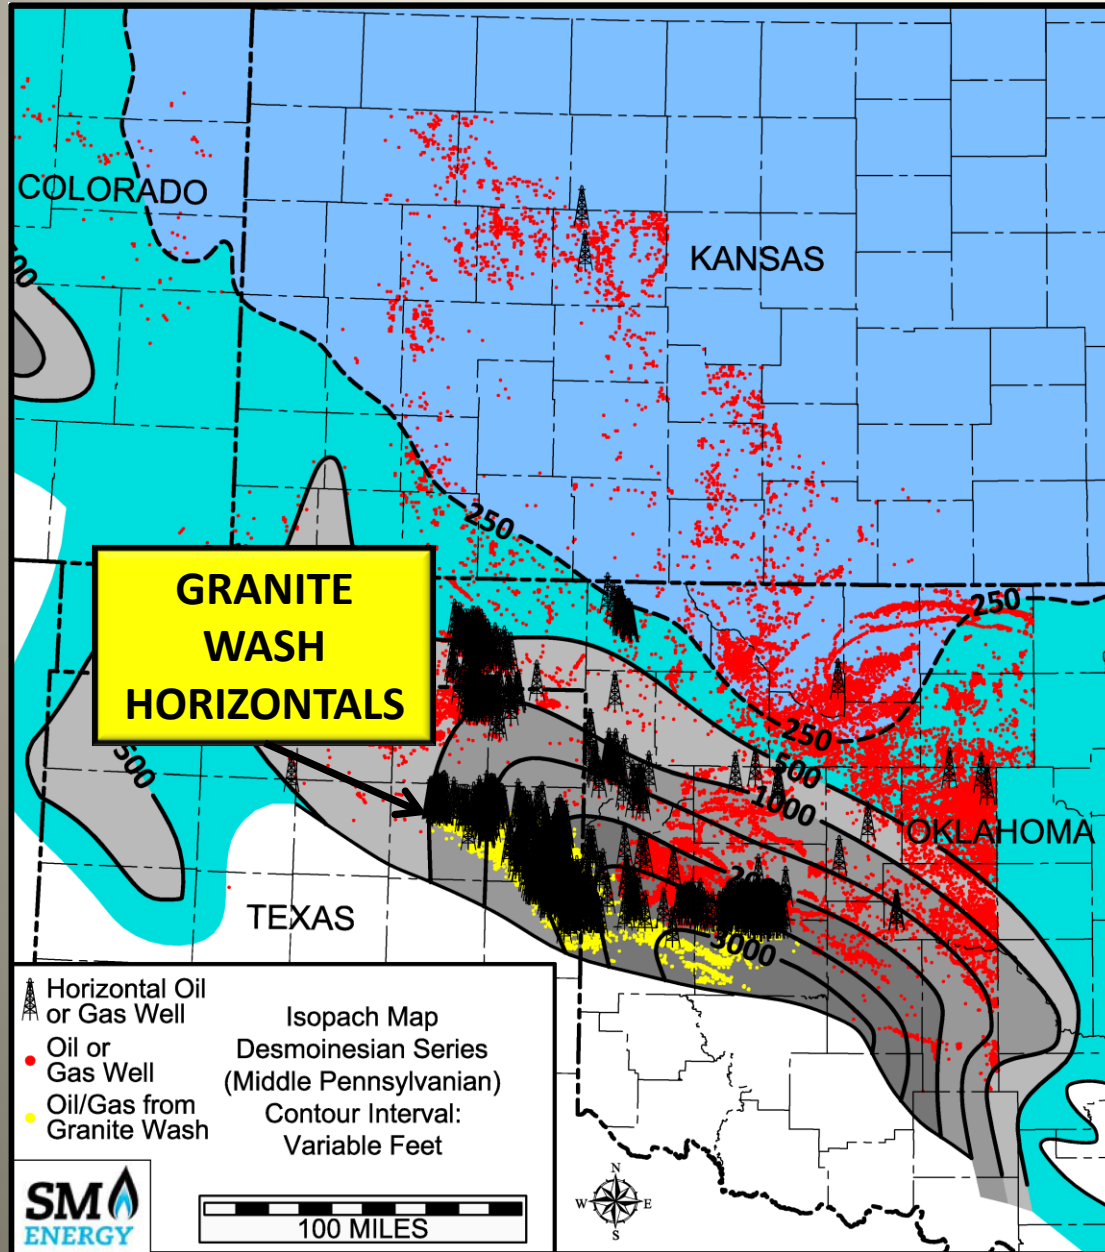 COLORADO
KANSAS
250
GRANITE
WASH
HORIZONTALS
250
250
500
500
1000
OKLAHOMA
3000
TEXAS
Horizontal Oil
or Gas Well
Oil or
Gas Well
Oil/Gas from
Granite Wash
Isopach Map
Desmoinesian Series
(Middle Pennsylvanian)
Contour Interval:
Variable Feet
SM
ENERGY
100 MILES
N
W E
S